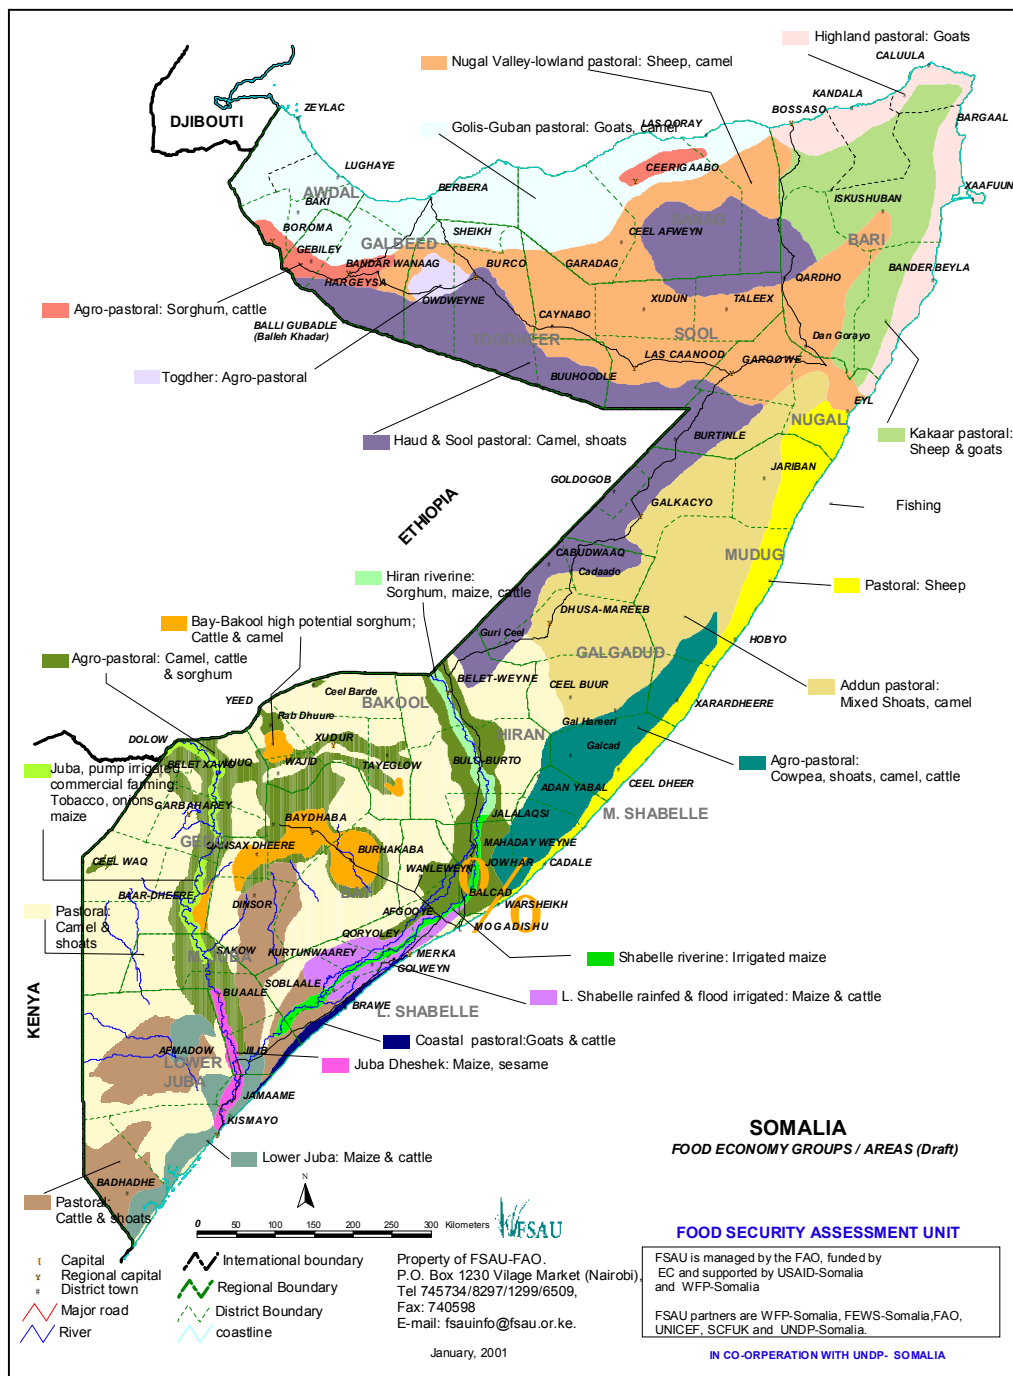 Highland pastoral: Goats
CALUULA
Nugal Valley-lowland pastoral: Sheep, camel
KANDALA
ZEYLAC
BOSSASO
BARGAAL
DJIBOUTI
Golis-Guban pastoral: Goats, camel
LAS QORAY
LUGHAYE
CEERIGAABO
XAAFUUN
AWDAL
BERBERA
ISKUSHUBAN
BAKI
SANAG
BOROMA
SHEIKH
CEEL AFWEYN
BARI
GALBEED
GEBILEY
BANDAR WANAAG
BURCO
GARADAG
BANDER BEYLA
HARGEYSA
QARDHO
OWDWEYNE
XUDUN
TALEEX
Agro-pastoral: Sorghum, cattle
CAYNABO
BALLI GUBADLE
(Balleh Khadar)
TOGDHEER
SOOL
Dan Gorayo
LAS CAANOOD
GAROOWE
Togdher: Agro-pastoral
BUUHOODLE
EYL
NUGAL
Haud & Sool pastoral: Camel, shoats
BURTINLE
Kakaar pastoral:
Sheep & goats
JARIBAN
GOLDOGOB
ETHIOPIA
GALKACYO
Fishing
CABUDWAAQ
MUDUG
Cadaado
Hiran riverine:
Sorghum, maize, cattle
Pastoral: Sheep
DHUSA-MAREEB
Bay-Bakool high potential sorghum;
Cattle & camel
Guri Ceel
HOBYO
GALGADUD
Agro-pastoral: Camel, cattle
& sorghum
BELET-WEYNE
Addun pastoral:
Mixed Shoats, camel
Ceel Barde
CEEL BUUR
YEED
BAKOOL
XARARDHEERE
Rab Dhuure
Gal Hareeri
DOLOW
HIRAN
XUDUR
Galcad
BELET XAWO
LUUQ
WAJID
TAYEGLOW
BULO-BURTO
Agro-pastoral:
Cowpea, shoats, camel, cattle
Juba, pump irrigated
commercial farming:
Tobacco, onions,
maize
ADAN YABAL
CEEL DHEER
GARBAHAREY
JALALAQSI
M. SHABELLE
BAYDHABA
GEDO
QANSAX DHEERE
BURHAKABA
MAHADAY WEYNE
CEEL WAQ
JOWHAR
CADALE
WANLEWEYN
BAAR-DHEERE
BAY
BALCAD
DINSOR
WARSHEIKH
AFGOOYE
Pastoral:
Camel &
shoats
MOGADISHU
QORYOLEY
SAKOW
KURTUNWAAREY
MERKA
M. JUBA
Shabelle riverine: Irrigated maize
GOLWEYN
SOBLAALE
BUAALE
L. Shabelle rainfed & flood irrigated: Maize & cattle
BRAWE
L. SHABELLE
KENYA
Coastal pastoral:Goats & cattle
AFMADOW
JILIB
LOWER
JUBA
Juba Dheshek: Maize, sesame
JAMAAME
KISMAYO
SOMALIA
FOOD ECONOMY GROUPS / AREAS (Draft)
Lower Juba: Maize & cattle
BADHADHE
N
Pastoral:
Cattle & shoats
0 50 100 150 200 250 300 Kilometers
FSAU
FOOD SECURITY ASSESSMENT UNIT
Capital
Regional capital
District town
Major road
River
International boundary
Regional Boundary
District Boundary
coastline
Property of FSAU-FAO.
P.O. Box 1230 Vilage Market (Nairobi),
Tel 745734/8297/1299/6509,
Fax: 740598
E-mail: fsauinfo@fsau.or.ke.
January, 2001
FSAU is managed by the FAO, funded by
EC and supported by USAID-Somalia
and WFP-Somalia
FSAU partners are WFP-Somalia, FEWS-Somalia,FAO,
UNICEF, SCFUK and UNDP-Somalia.
IN CO-ORPERATION WITH UNDP- SOMALIA